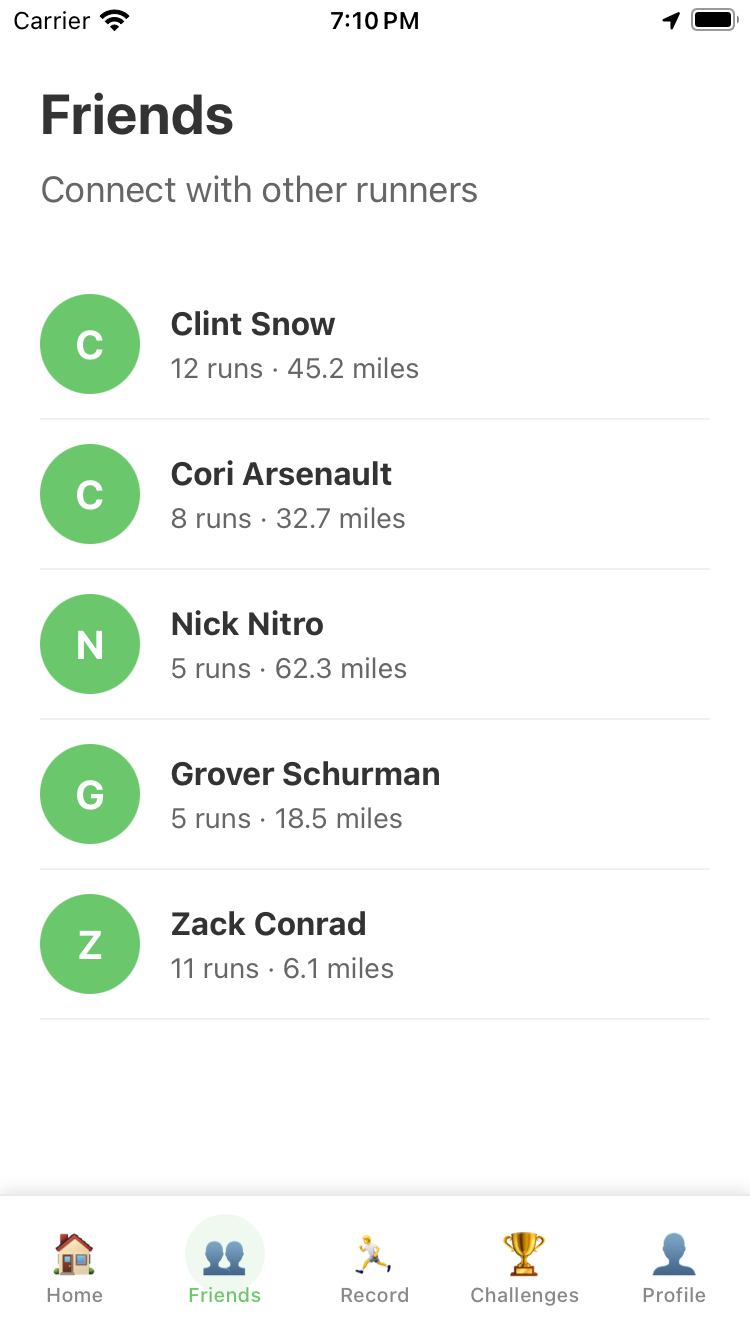 Carrier 7:10 PM
Friends
Connect with other runners
C
Clint Snow
12 runs · 45.2 miles
C
Cori Arsenault
8 runs · 32.7 miles
N
Nick Nitro
5 runs · 62.3 miles
G
Grover Schurman
5 runs · 18.5 miles
Z
Zack Conrad
11 runs · 6.1 miles
Home Friends Record Challenges Profile